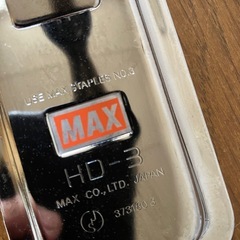 USE MAX STAPLES NO.3
MAX
HD-3
MAX CO., LTD. JAPAN